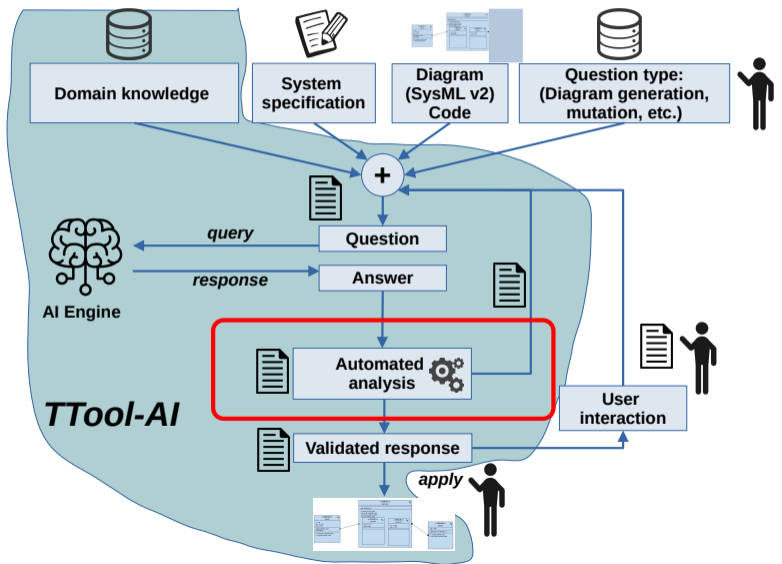 Domain knowledge
System
specification
Diagram
(SysML v2)
Code
Question type:
(Diagram generation,
mutation, etc.)
+
query
Question
response
Answer
AI Engine
Automated
analysis
TTool-AI
User
interaction
Validated response
apply